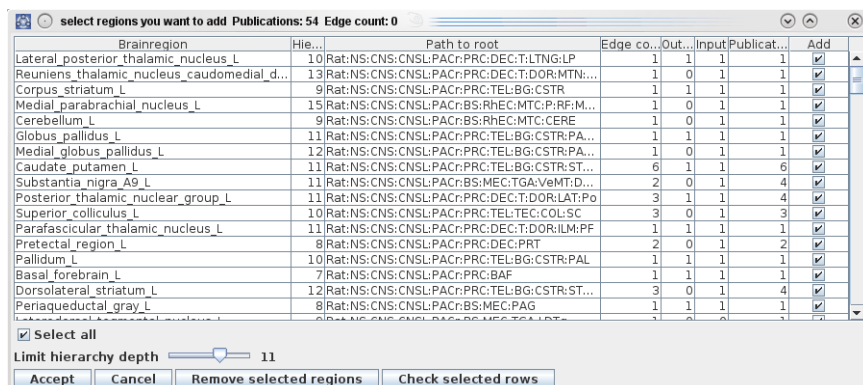 select regions you want to add Publications: 54 Edge count: 0
Brainregion Hie... Path to root Edge co... Out... Input Publicat... Add
Lateral_posterior_thalamic_nucleus_L 10 Rat:NS:CNS:CNSL:PACr:PRC:DEC:T:LTNG:LP 1 1 1 1
Reuniens_thalamic_nucleus_caudomedial_d... 13 Rat:NS:CNS:CNSL:PACr:PRC:DEC:T:DOR:MTN:... 1 0 1 1
Corpus_striatum_L 9 Rat:NS:CNS:CNSL:PACr:PRC:TEL:BG:CSTR 1 1 1 1
Medial_parabrachial_nucleus_L 15 Rat:NS:CNS:CNSL:PACr:BS:RhEC:MTC:P:RF:M... 1 0 1 1
Cerebellum_L 9 Rat:NS:CNS:CNSL:PACr:BS:RhEC:MTC:CERE 1 0 1 1
Globus_pallidus_L 11 Rat:NS:CNS:CNSL:PACr:PRC:TEL:BG:CSTR:PA... 1 1 1 1
Medial_globus_pallidus_L 12 Rat:NS:CNS:CNSL:PACr:PRC:TEL:BG:CSTR:PA... 1 0 1 1
Caudate_putamen_L 11 Rat:NS:CNS:CNSL:PACr:PRC:TEL:BG:CSTR:ST... 6 1 1 6
Substantia_nigra_A9_L 11 Rat:NS:CNS:CNSL:PACr:BS:MEC:TGA:VeMT:D... 2 0 1 4
Posterior_thalamic_nuclear_group_L 11 Rat:NS:CNS:CNSL:PACr:PRC:DEC:T:DOR:LAT:Po 3 1 1 4
Superior_colliculus_L 10 Rat:NS:CNS:CNSL:PACr:PRC:TEL:TEC:COL:SC 3 0 1 3
Parafascicular_thalamic_nucleus_L 11 Rat:NS:CNS:CNSL:PACr:PRC:DEC:T:DOR:ILM:PF 1 1 1 1
Pretectal_region_L 8 Rat:NS:CNS:CNSL:PACr:PRC:DEC:PRT 2 0 1 2
Pallidum_L 10 Rat:NS:CNS:CNSL:PACr:PRC:TEL:BG:CSTR:PAL 1 1 1 1
Basal_forebrain_L 7 Rat:NS:CNS:CNSL:PACr:PRC:BAF 1 1 1 1
Dorsolateral_striatum_L 12 Rat:NS:CNS:CNSL:PACr:PRC:TEL:BG:CSTR:ST... 3 0 1 4
Periaqueductal_gray_L 8 Rat:NS:CNS:CNSL:PACr:BS:MEC:PAG 1 1 1 1
Select all
Limit hierarchy depth 11
Accept Cancel Remove selected regions Check selected rows